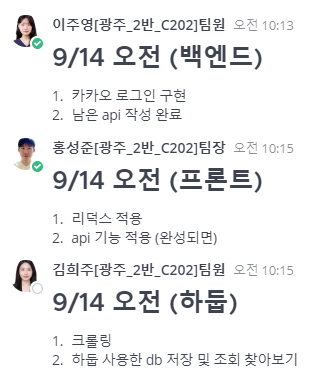 이주영[광주_2반_C202]팀원 오전 10:13
9/14 오전 (백엔드)
1. 카카오 로그인 구현
2. 남은 api 작성 완료
홍성준[광주_2반_C202]팀장 오전 10:15
9/14 오전 (프론트)
1. 리덕스 적용
2. api 기능 적용 (완성되면)
김희주[광주_2반_C202]팀원 오전 10:15
9/14 오전 (하둡)
1. 크롤링
2. 하둡 사용한 db 저장 및 조회 찾아보기